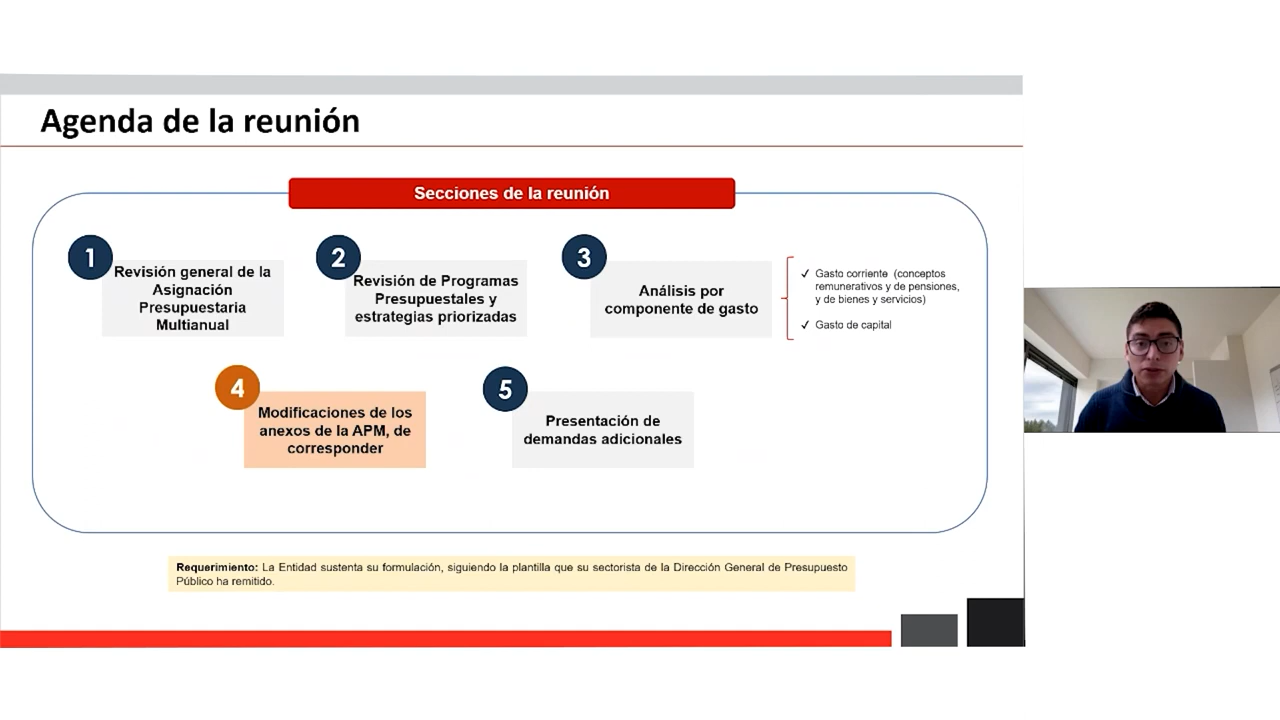 Agenda de la reunión
Secciones de la reunión
1
Revisión general de la
Asignación
Presupuestaria
Multianual
2
Revisión de Programas
Presupuestales y
estrategias priorizadas
3
Análisis por
componente de gasto
✓ Gasto corriente (conceptos
remunerativos y de pensiones,
y de bienes y servicios)
✓ Gasto de capital
4
Modificaciones de los
anexos de la APM, de
corresponder
5
Presentación de
demandas adicionales
Requerimiento: La Entidad sustenta su formulación, siguiendo la plantilla que su sectorista de la Dirección General de Presupuesto
Público ha remitido.